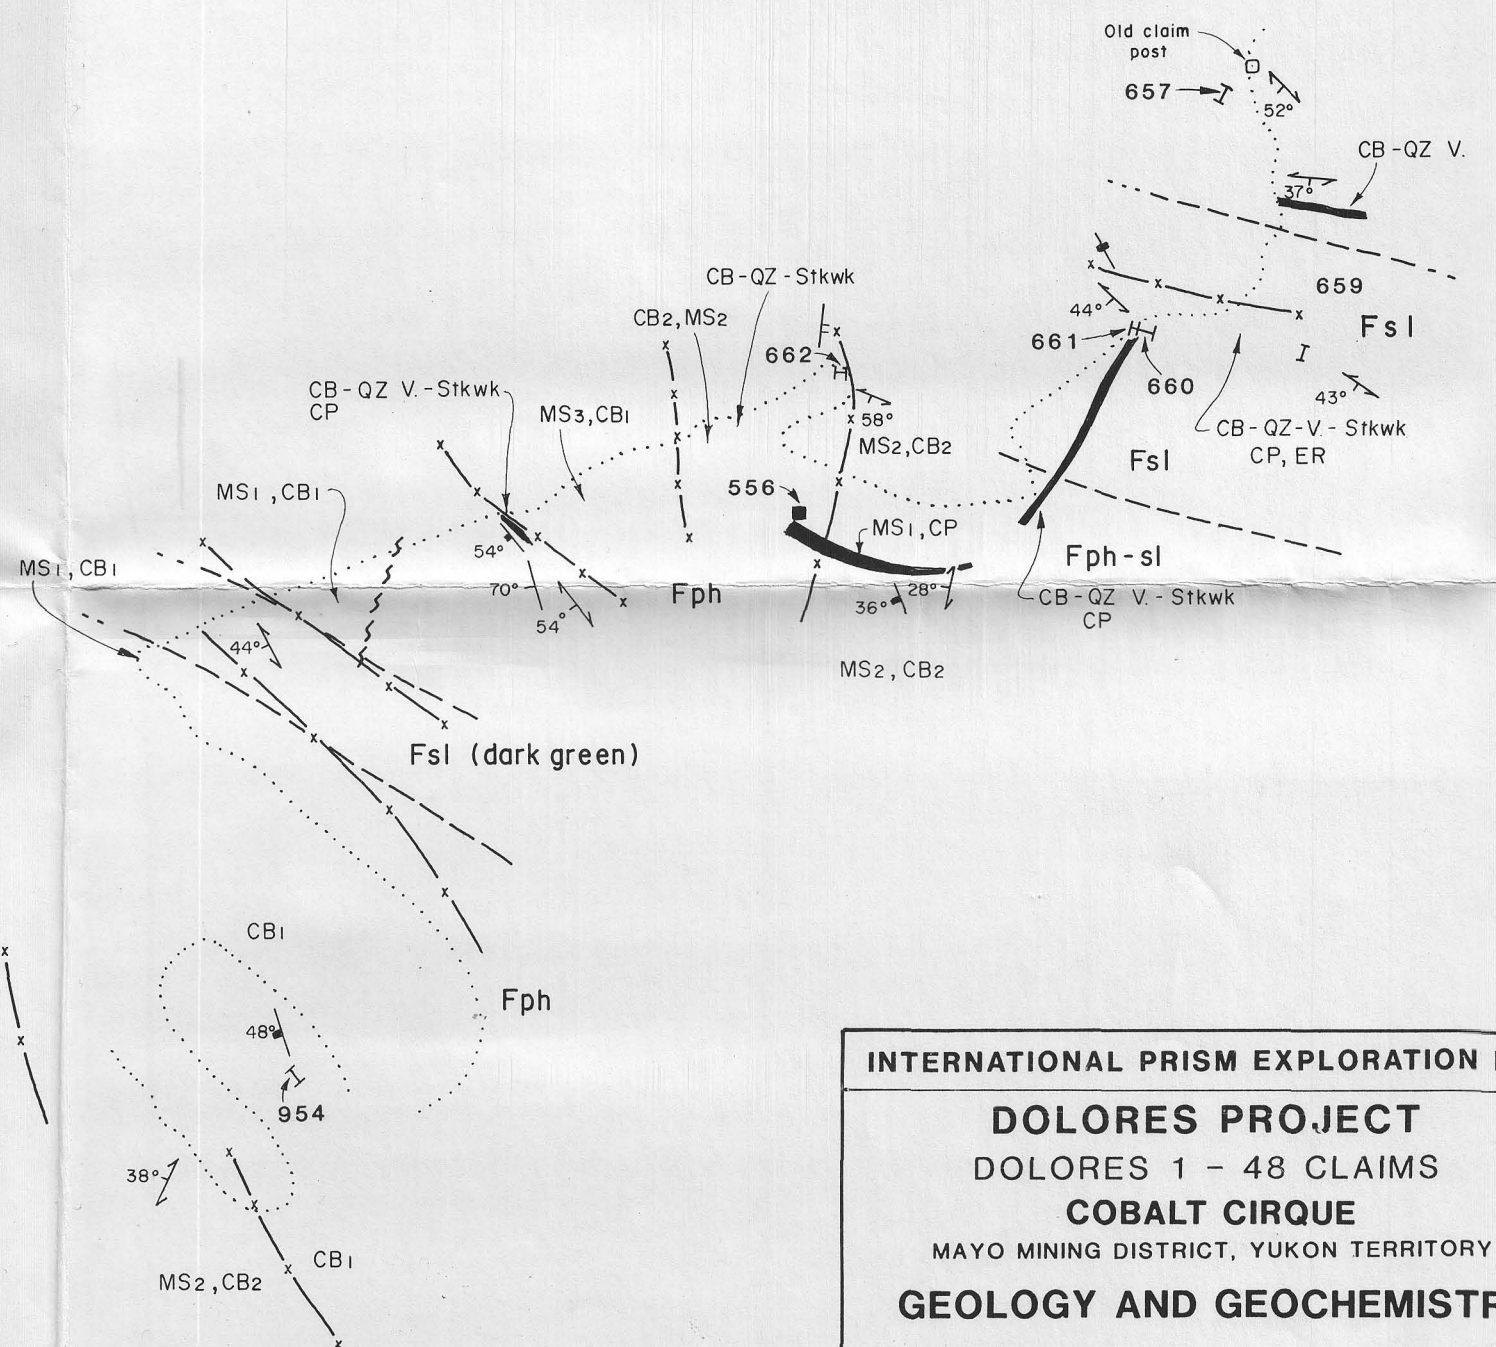 Old claim
post
657
52°
CB-QZ V.
37°
659
Fsl
44°
661
660
43°
CB-QZ-V.-Stkwk
CP, ER
Fsl
CB-QZ-Stkwk
CB2, MS2
662
58°
MS2, CB2
CB-QZ V.-Stkwk
CP
MS3, CB1
MS1, CB1
556
MS1, CP
Fph-sl
MS1, CB1
54°
70°
54°
Fph
36°
28°
CB-QZ V.-Stkwk
CP
44°
MS2, CB2
Fsl (dark green)
CB1
Fph
48°
954
38°
CB1
MS2, CB2
INTERNATIONAL PRISM EXPLORATION
DOLORES PROJECT
DOLORES 1 - 48 CLAIMS
COBALT CIRQUE
MAYO MINING DISTRICT, YUKON TERRITORY
GEOLOGY AND GEOCHEMISTR